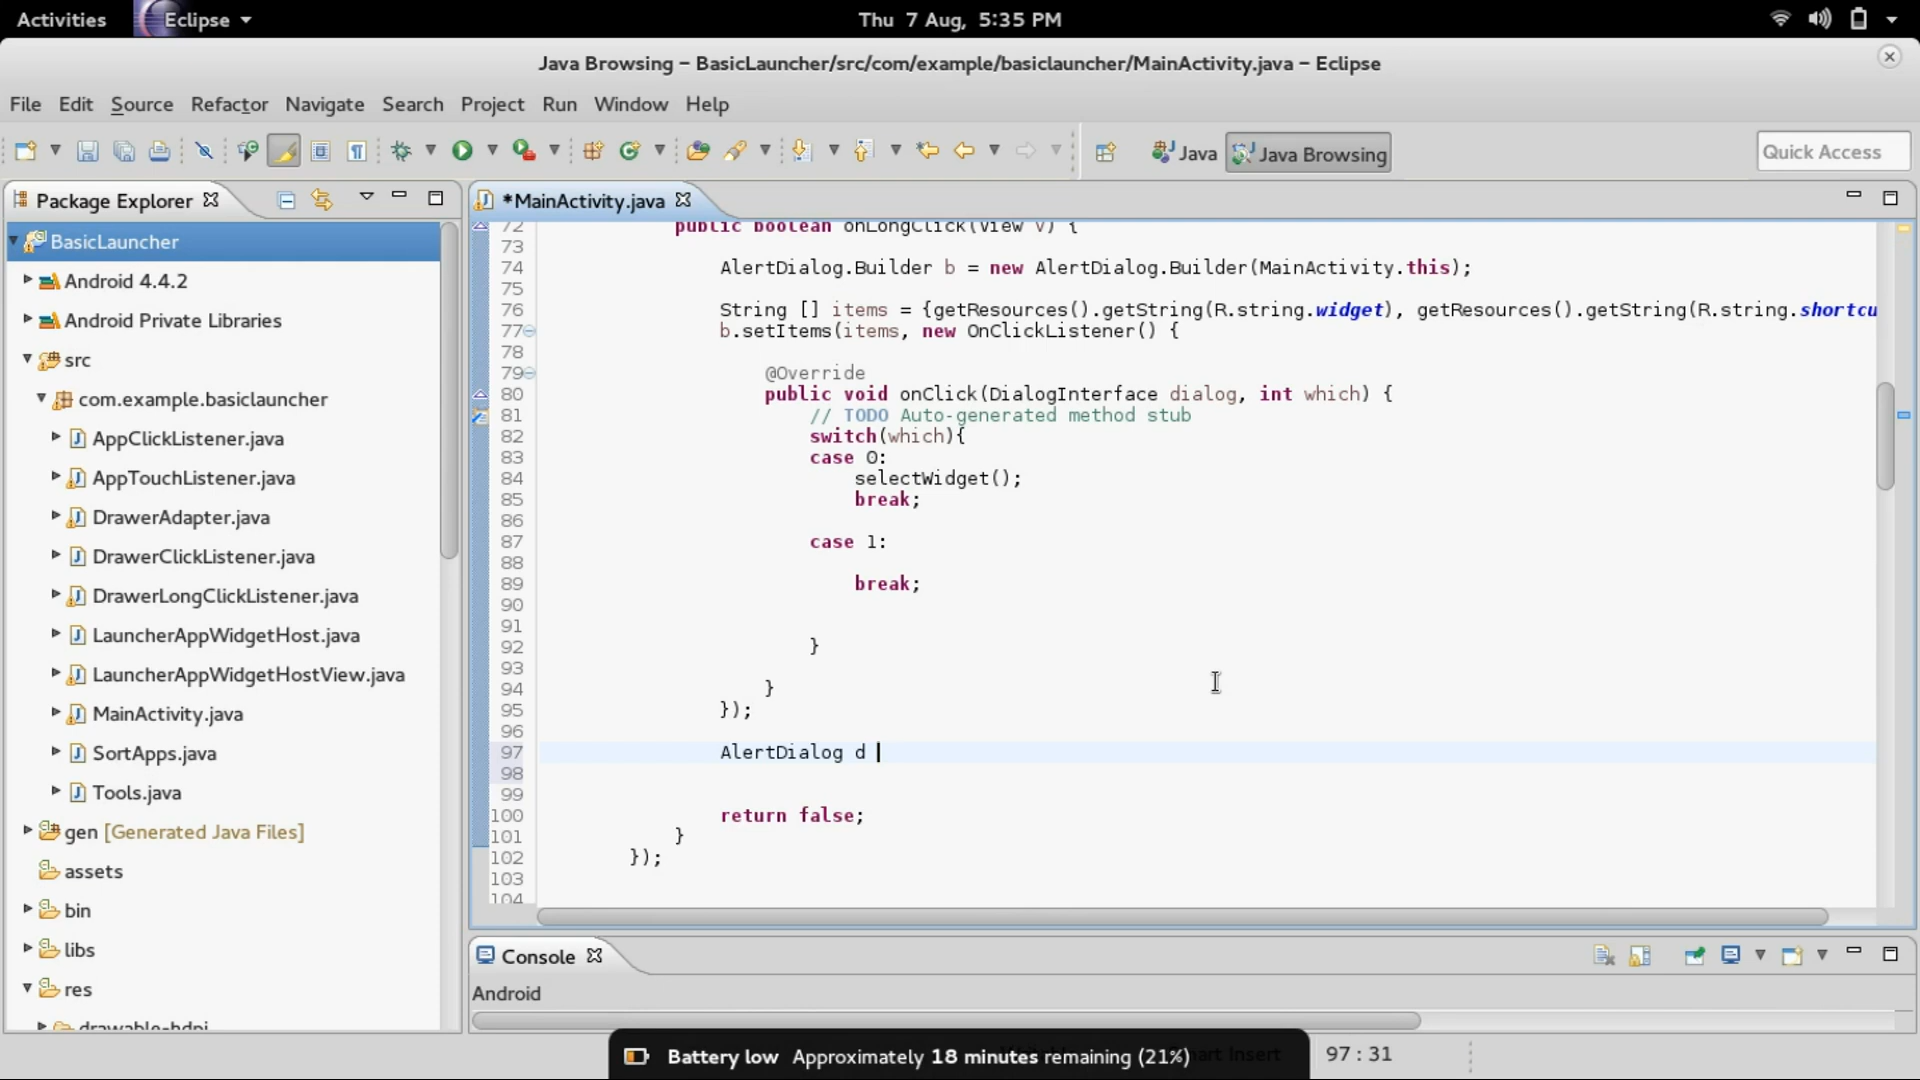 Activities Eclipse Thu 7 Aug, 5:35 PM
Java Browsing – BasicLauncher/src/com/example/basiclauncher/MainActivity.java – Eclipse
File Edit Source Refactor Navigate Search Project Run Window Help
Java Java Browsing Quick Access
Package Explorer
BasicLauncher
Android 4.4.2
Android Private Libraries
src
com.example.basiclauncher
AppClickListener.java
AppTouchListener.java
DrawerAdapter.java
DrawerClickListener.java
DrawerLongClickListener.java
LauncherAppWidgetHost.java
LauncherAppWidgetHostView.java
MainActivity.java
SortApps.java
Tools.java
gen [Generated Java Files]
assets
bin
libs
res
drawable-hdpi
*MainActivity.java
72 public boolean onLongClick(View v) {
73
74 AlertDialog.Builder b = new AlertDialog.Builder(MainActivity.this);
75
76 String [] items = {getResources().getString(R.string.widget), getResources().getString(R.string.shortcu
77 b.setItems(items, new OnClickListener() {
78
79 @Override
80 public void onClick(DialogInterface dialog, int which) {
81 // TODO Auto-generated method stub
82 switch(which){
83 case 0:
84 selectWidget();
85 break;
86
87 case 1:
88
89 break;
90
91
92 }
93
94 }
95 });
96
97 AlertDialog d
98
99
100 return false;
101 }
102 });
103
104
Console
Android
Battery low Approximately 18 minutes remaining (21%)
97 : 31